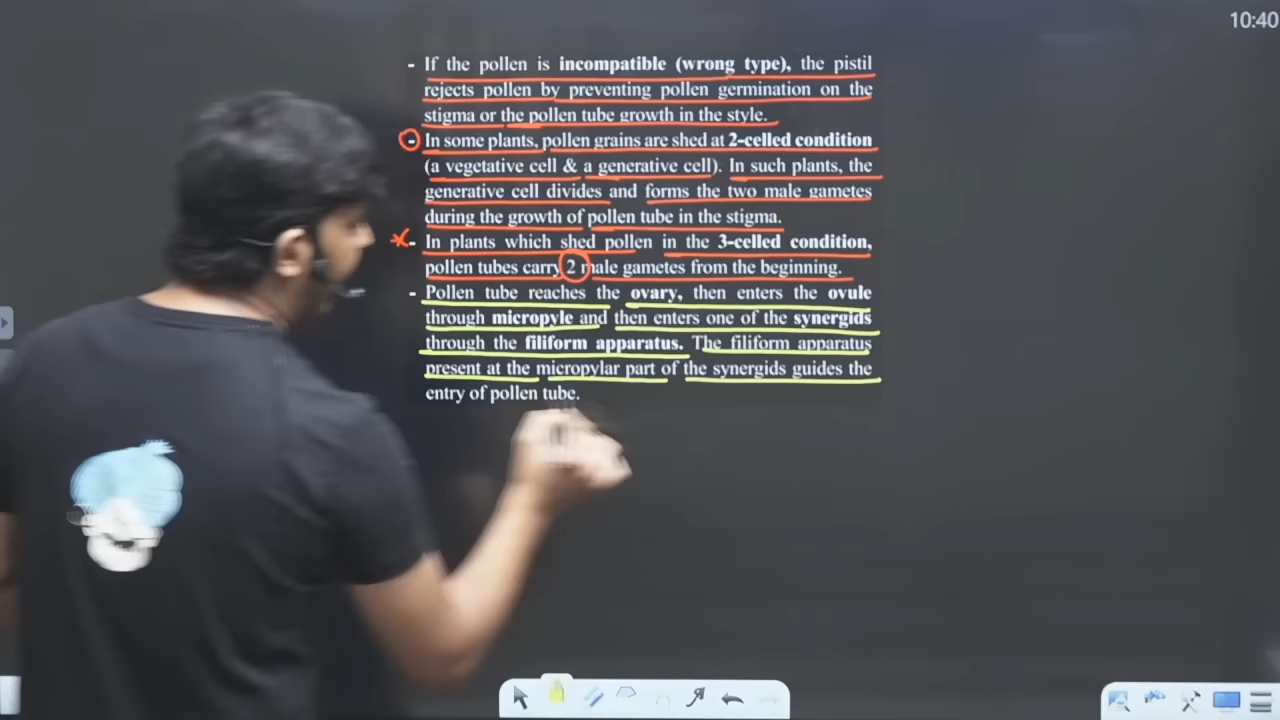 10:40
- If the pollen is incompatible (wrong type), the pistil
rejects pollen by preventing pollen germination on the
stigma or the pollen tube growth in the style.
- In some plants, pollen grains are shed at 2-celled condition
(a vegetative cell & a generative cell). In such plants, the
generative cell divides and forms the two male gametes
during the growth of pollen tube in the stigma.
- In plants which shed pollen in the 3-celled condition,
pollen tubes carry 2 male gametes from the beginning.
- Pollen tube reaches the ovary, then enters the ovule
through micropyle and then enters one of the synergids
through the filiform apparatus. The filiform apparatus
present at the micropylar part of the synergids guides the
entry of pollen tube.